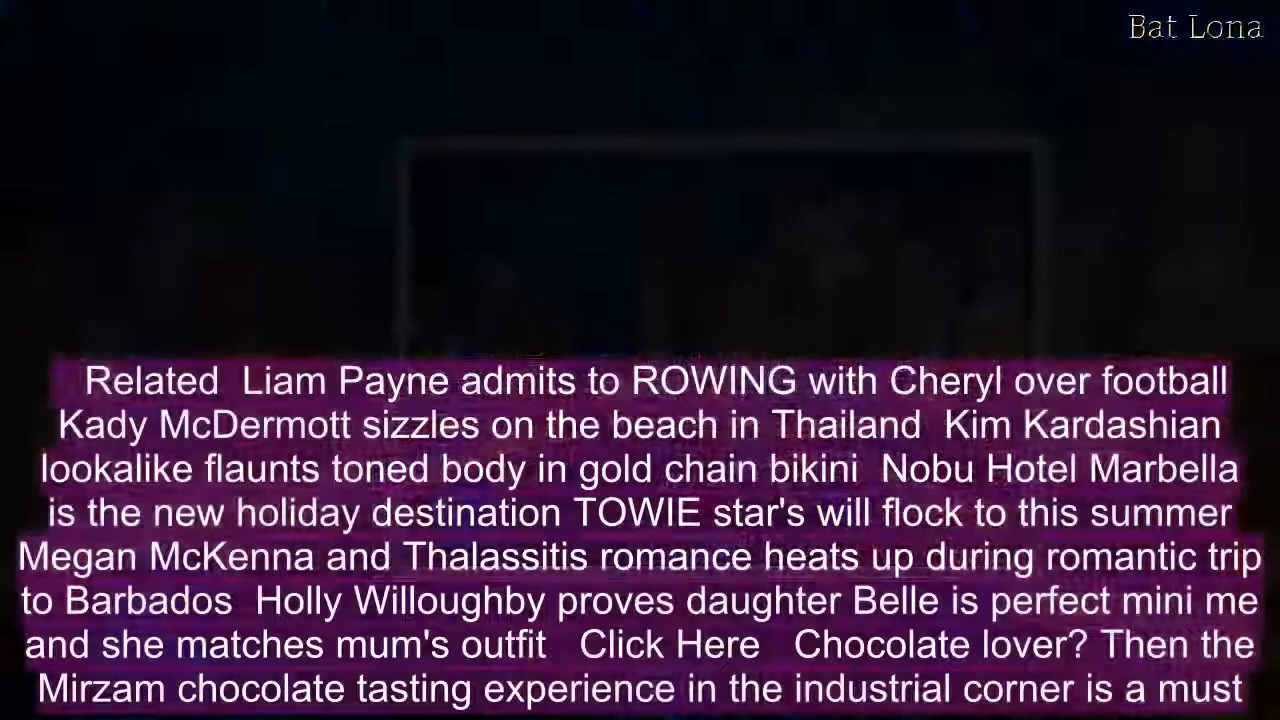 Bat Lona
Related  Liam Payne admits to ROWING with Cheryl over football
Kady McDermott sizzles on the beach in Thailand  Kim Kardashian
lookalike flaunts toned body in gold chain bikini  Nobu Hotel Marbella
is the new holiday destination TOWIE star's will flock to this summer
Megan McKenna and Thalassitis romance heats up during romantic trip
to Barbados  Holly Willoughby proves daughter Belle is perfect mini me
and she matches mum's outfit   Click Here   Chocolate lover? Then the
Mirzam chocolate tasting experience in the industrial corner is a must